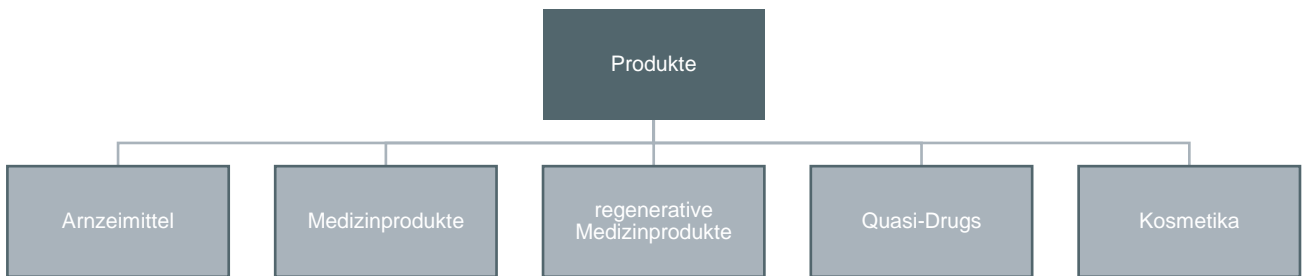 Produkte
Arnzeimittel
Medizinprodukte
regenerative
Medizinprodukte
Quasi-Drugs
Kosmetika